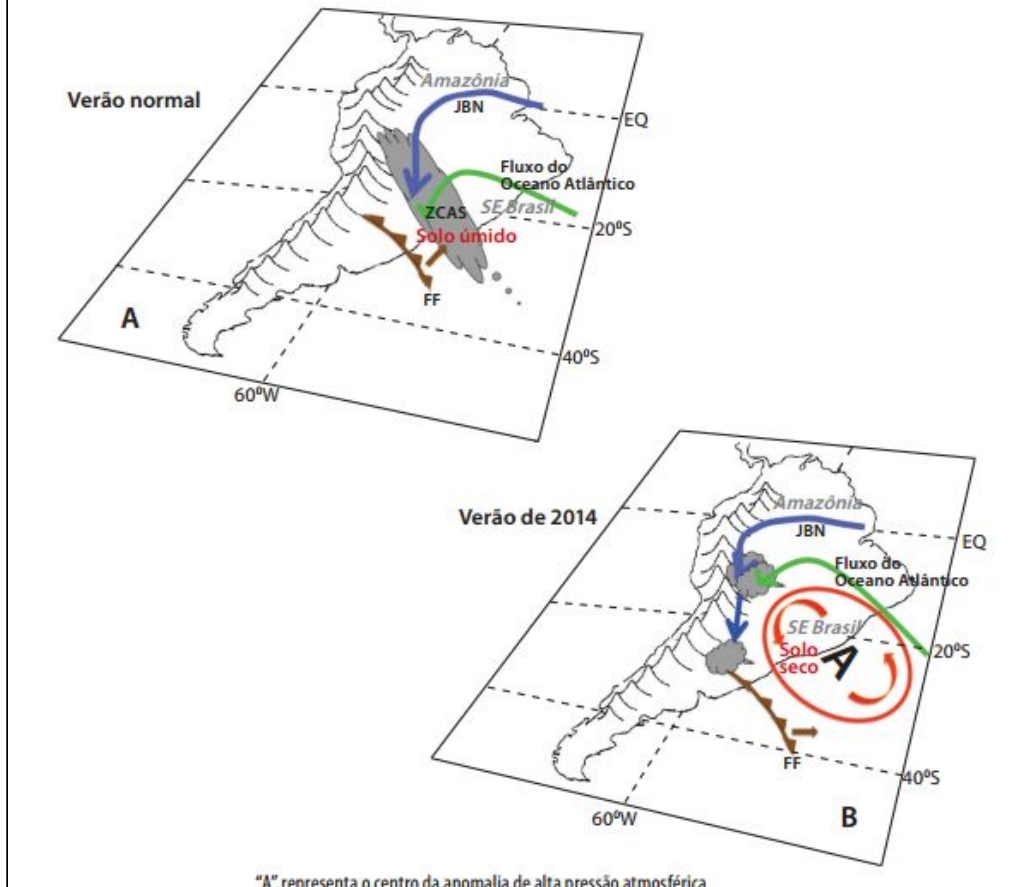 Verão normal
Amazônia
JBN
EQ
Fluxo do
Oceano Atlântico
ZCAS
SE Brasil
20ºS
Solo úmido
FF
A
40ºS
60ºW
Verão de 2014
Amazônia
JBN
EQ
Fluxo do
Oceano Atlântico
SE Brasil
Solo
seco
A
20ºS
FF
40ºS
60ºW
B
"A" representa o centro da anomalia de alta pressão atmosférica